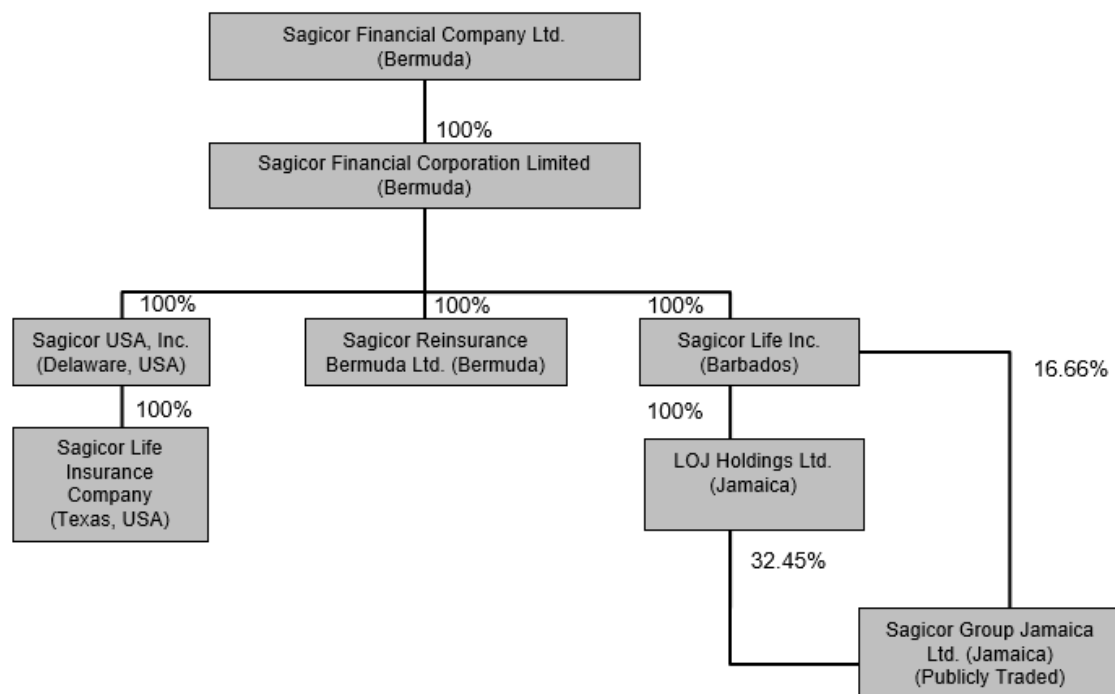 Sagicor Financial Company Ltd.
(Bermuda)
100%
Sagicor Financial Corporation Limited
(Bermuda)
100%
100%
100%
Sagicor USA, Inc.
(Delaware, USA)
Sagicor Reinsurance
Bermuda Ltd. (Bermuda)
Sagicor Life Inc.
(Barbados)
16.66%
100%
100%
Sagicor Life
Insurance
Company
(Texas, USA)
LOJ Holdings Ltd.
(Jamaica)
32.45%
Sagicor Group Jamaica
Ltd. (Jamaica)
(Publicly Traded)